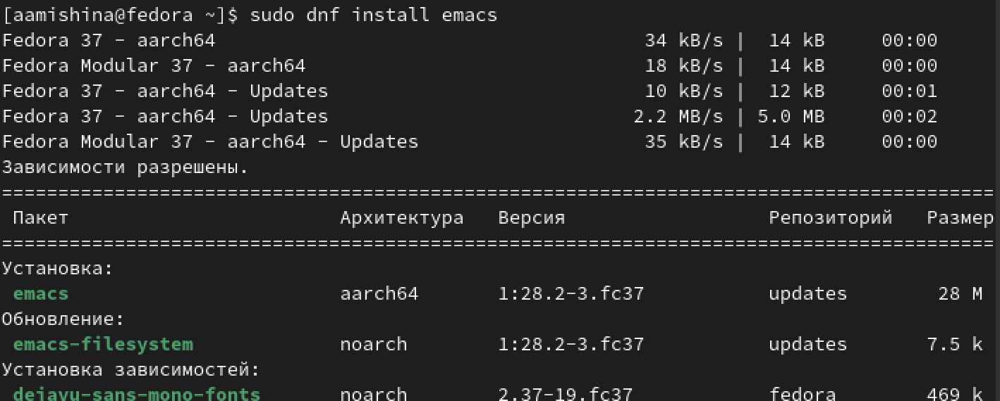 [aamishina@fedora ~]$ sudo dnf install emacs
Fedora 37 - aarch64                                      34 kB/s |  14 kB     00:00
Fedora Modular 37 - aarch64                              18 kB/s |  14 kB     00:00
Fedora 37 - aarch64 - Updates                            10 kB/s |  12 kB     00:01
Fedora 37 - aarch64 - Updates                           2.2 MB/s | 5.0 MB     00:02
Fedora Modular 37 - aarch64 - Updates                    35 kB/s |  14 kB     00:00
Зависимости разрешены.
========================================================================================
 Пакет                        Архитектура   Версия                  Репозиторий   Размер
========================================================================================
Установка:
 emacs                        aarch64       1:28.2-3.fc37           updates        28 M
Обновление:
 emacs-filesystem             noarch        1:28.2-3.fc37           updates       7.5 k
Установка зависимостей:
 dejavu-sans-mono-fonts       noarch        2.37-19.fc37            fedora        469 k